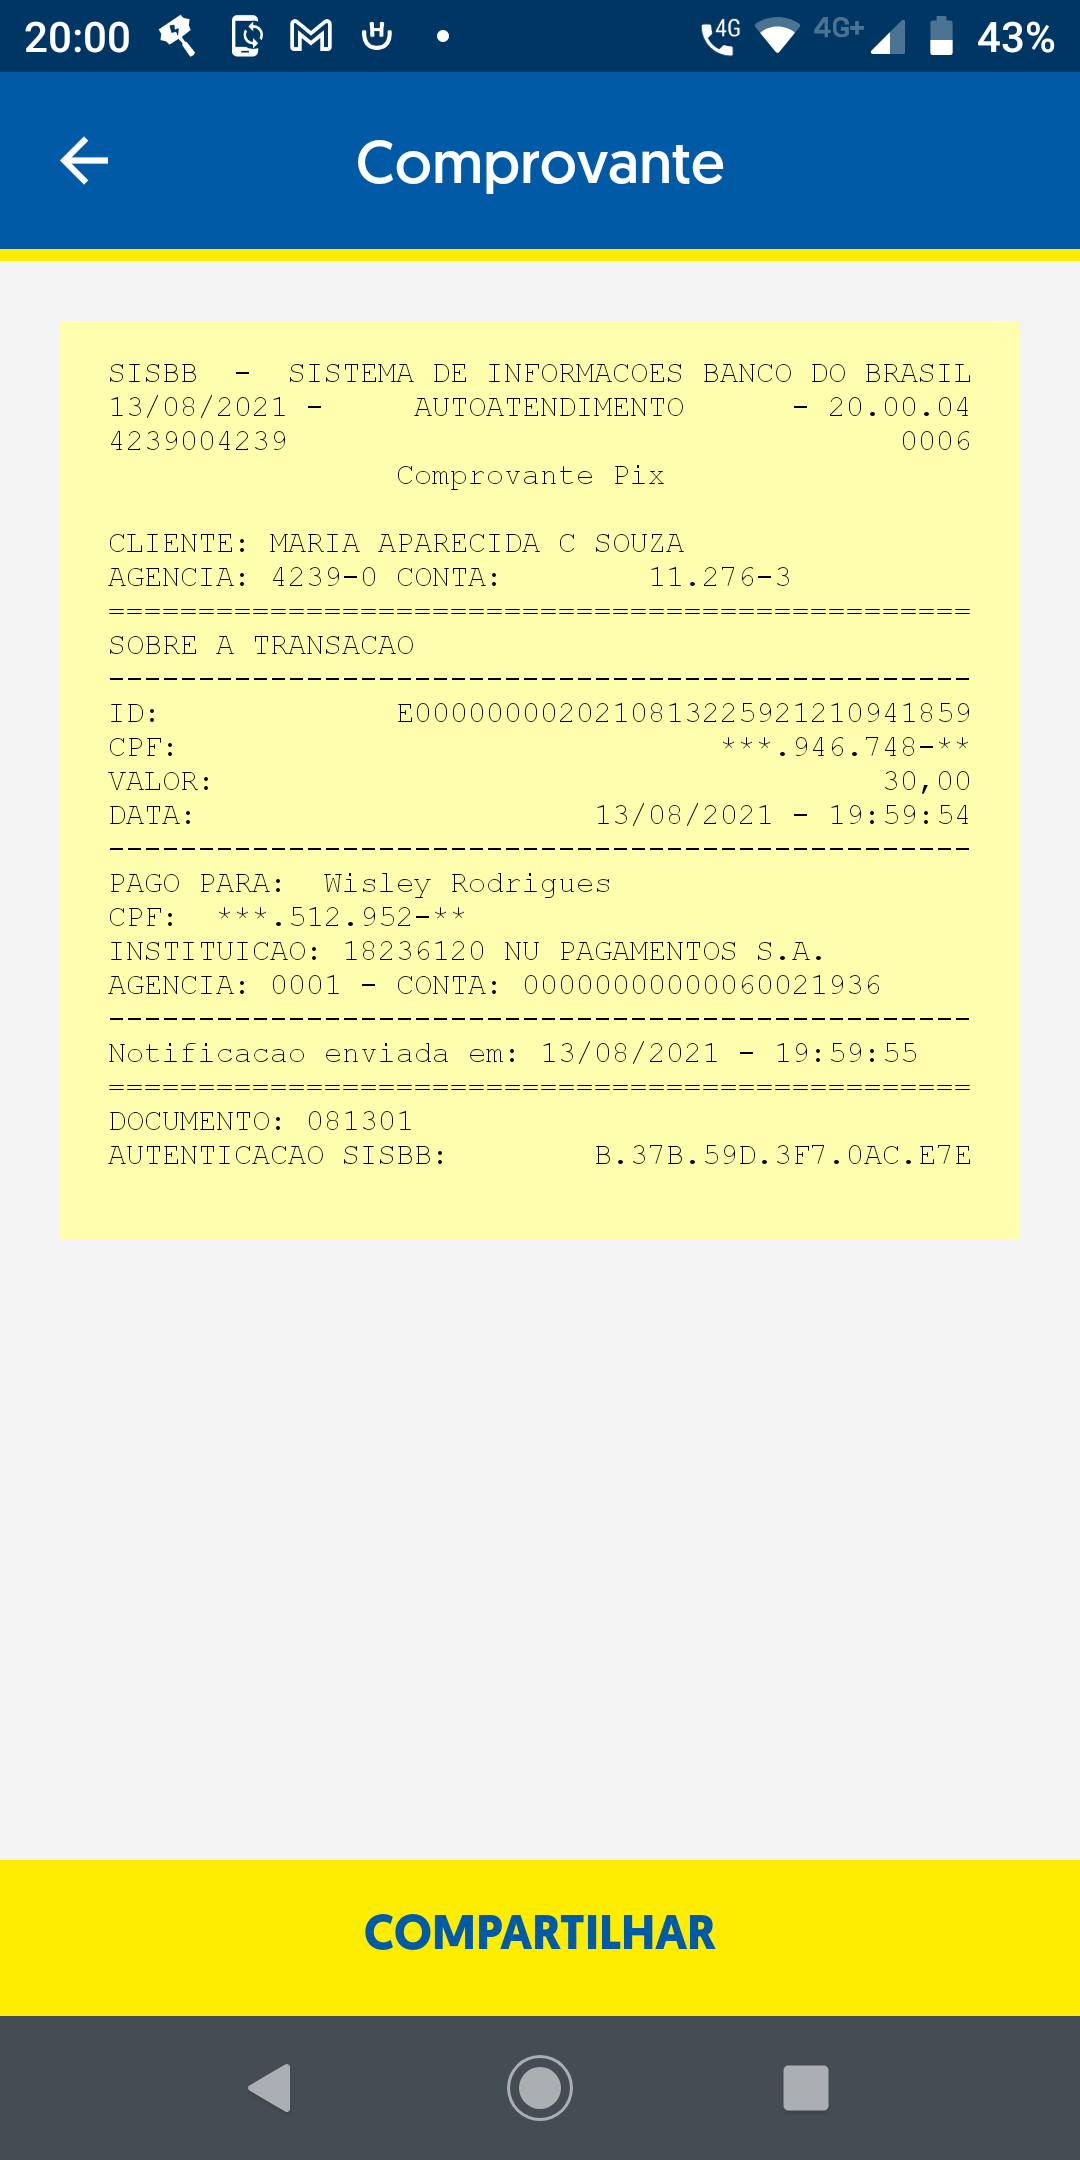 20:00 4G 4G+ 43%
Comprovante
SISBB - SISTEMA DE INFORMACOES BANCO DO BRASIL
13/08/2021 - AUTOATENDIMENTO - 20.00.04
4239004239 0006
Comprovante Pix
CLIENTE: MARIA APARECIDA C SOUZA
AGENCIA: 4239-0 CONTA: 11.276-3
================================================
SOBRE A TRANSACAO
------------------------------------------------
ID: E0000000020210813225921210941859
CPF: ***.946.748-**
VALOR: 30,00
DATA: 13/08/2021 - 19:59:54
------------------------------------------------
PAGO PARA: Wisley Rodrigues
CPF: ***.512.952-**
INSTITUICAO: 18236120 NU PAGAMENTOS S.A.
AGENCIA: 0001 - CONTA: 00000000000060021936
------------------------------------------------
Notificacao enviada em: 13/08/2021 - 19:59:55
================================================
DOCUMENTO: 081301
AUTENTICACAO SISBB: B.37B.59D.3F7.0AC.E7E
COMPARTILHAR